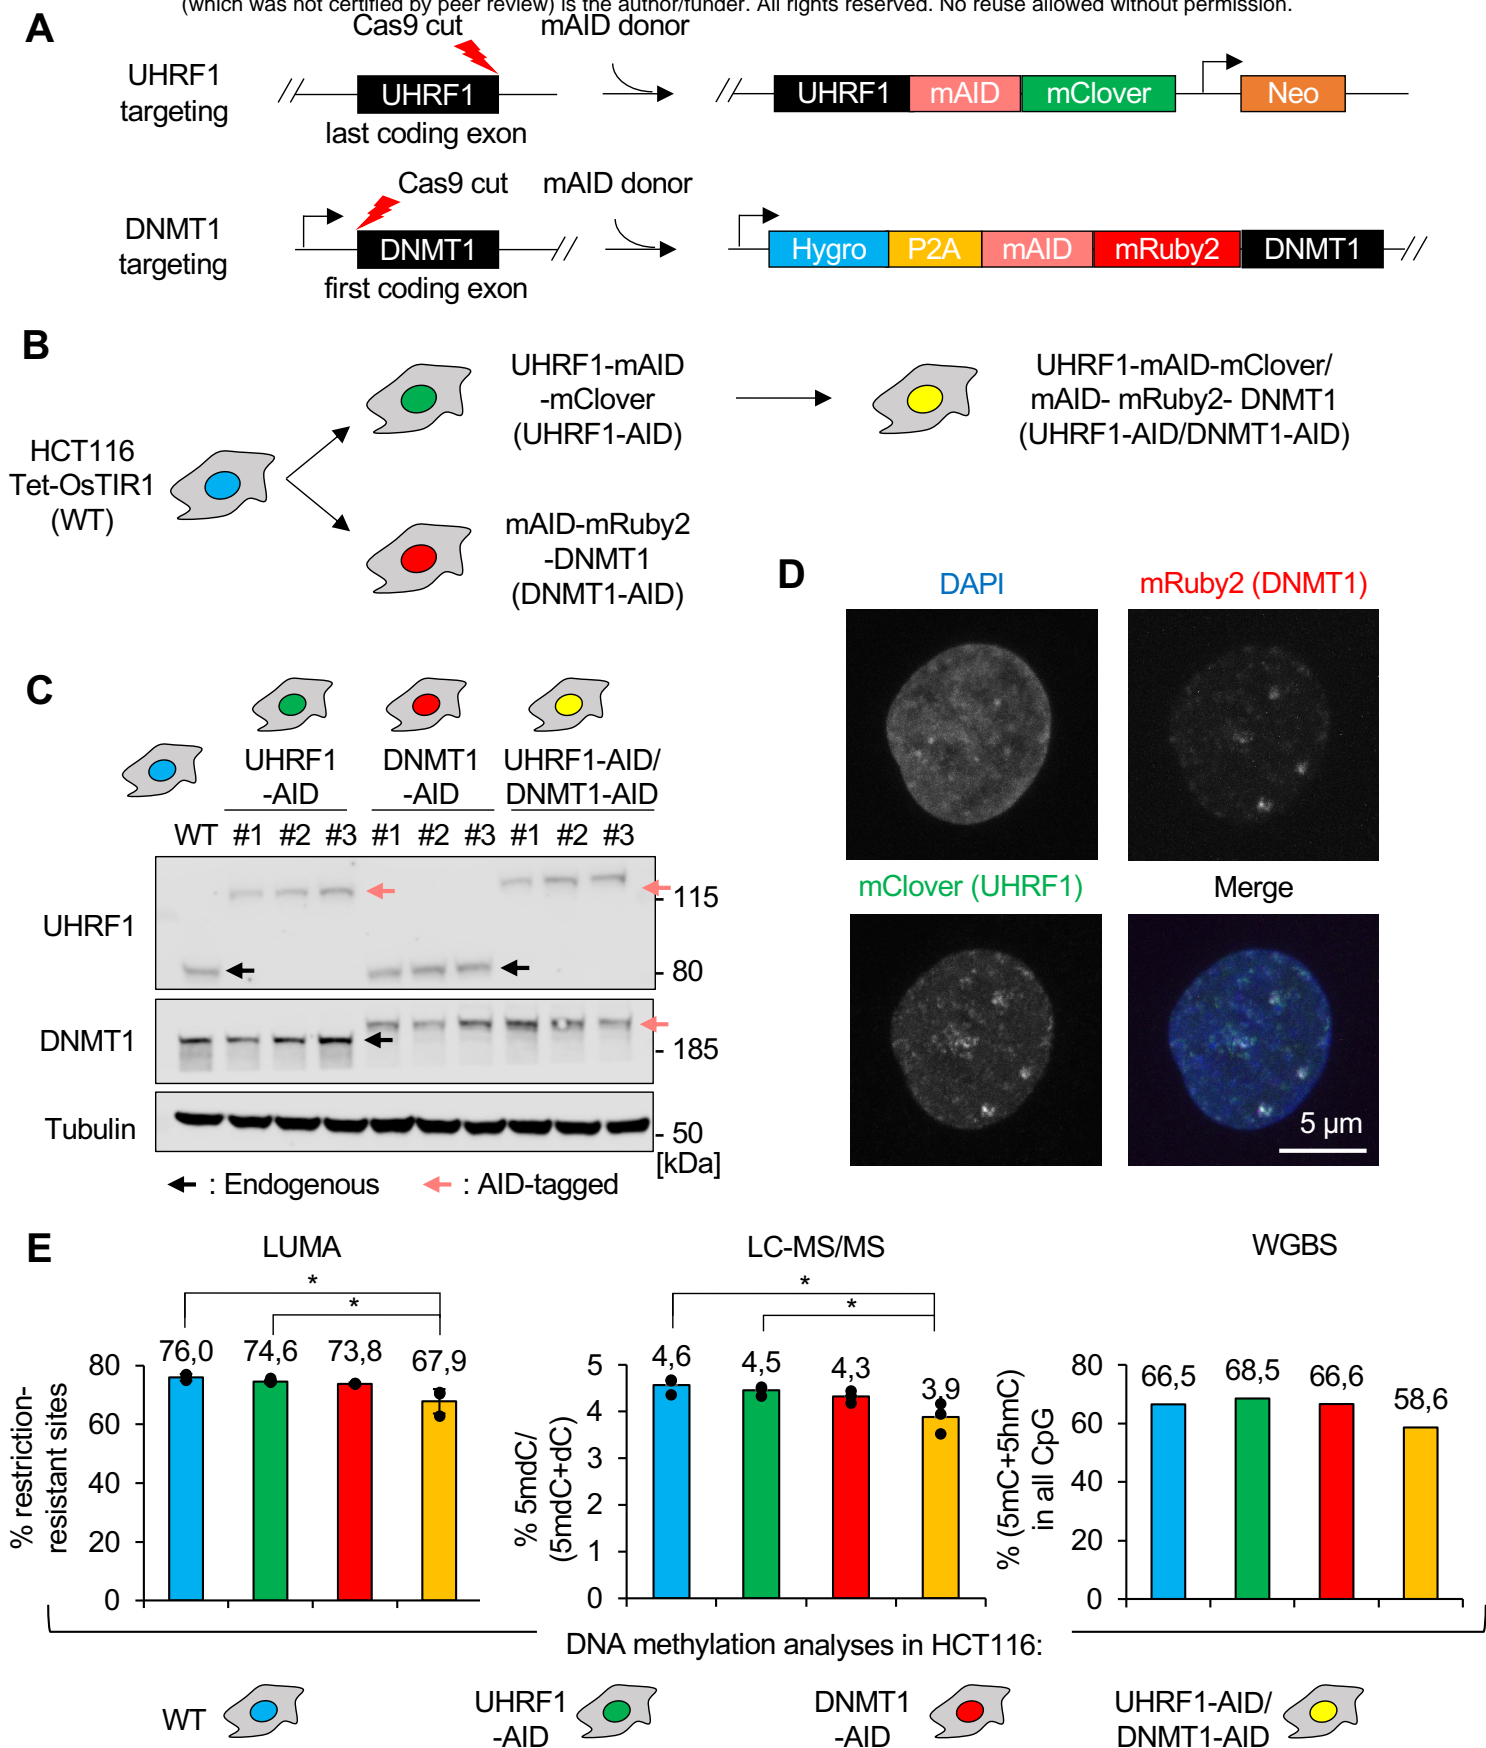 (which was not certified by peer review) is the author/funder. All rights reserved. No reuse allowed without permission.
A
Cas9 cut
mAID donor
UHRF1
targeting
UHRF1
last coding exon
UHRF1 mAID mClover Neo
Cas9 cut
mAID donor
DNMT1
targeting
DNMT1
first coding exon
Hygro P2A mAID mRuby2 DNMT1
B
HCT116
Tet-OsTIR1
(WT)
UHRF1-mAID
-mClover
(UHRF1-AID)
mAID-mRuby2
-DNMT1
(DNMT1-AID)
UHRF1-mAID-mClover/
mAID- mRuby2- DNMT1
(UHRF1-AID/DNMT1-AID)
C
UHRF1
-AID
DNMT1
-AID
UHRF1-AID/
DNMT1-AID
WT #1 #2 #3 #1 #2 #3 #1 #2 #3
UHRF1
115
80
DNMT1
185
Tubulin
50
[kDa]
: Endogenous
: AID-tagged
D
DAPI
mRuby2 (DNMT1)
mClover (UHRF1)
Merge
5 µm
E
LUMA
*
*
76,0 74,6 73,8 67,9
% restriction-
resistant sites
80
60
40
20
0
LC-MS/MS
*
*
4,6 4,5 4,3 3,9
% 5mdC/
(5mdC+dC)
5
4
3
2
1
0
WGBS
66,5 68,5 66,6 58,6
% (5mC+5hmC)
in all CpG
80
60
40
20
0
DNA methylation analyses in HCT116:
WT
UHRF1
-AID
DNMT1
-AID
UHRF1-AID/
DNMT1-AID